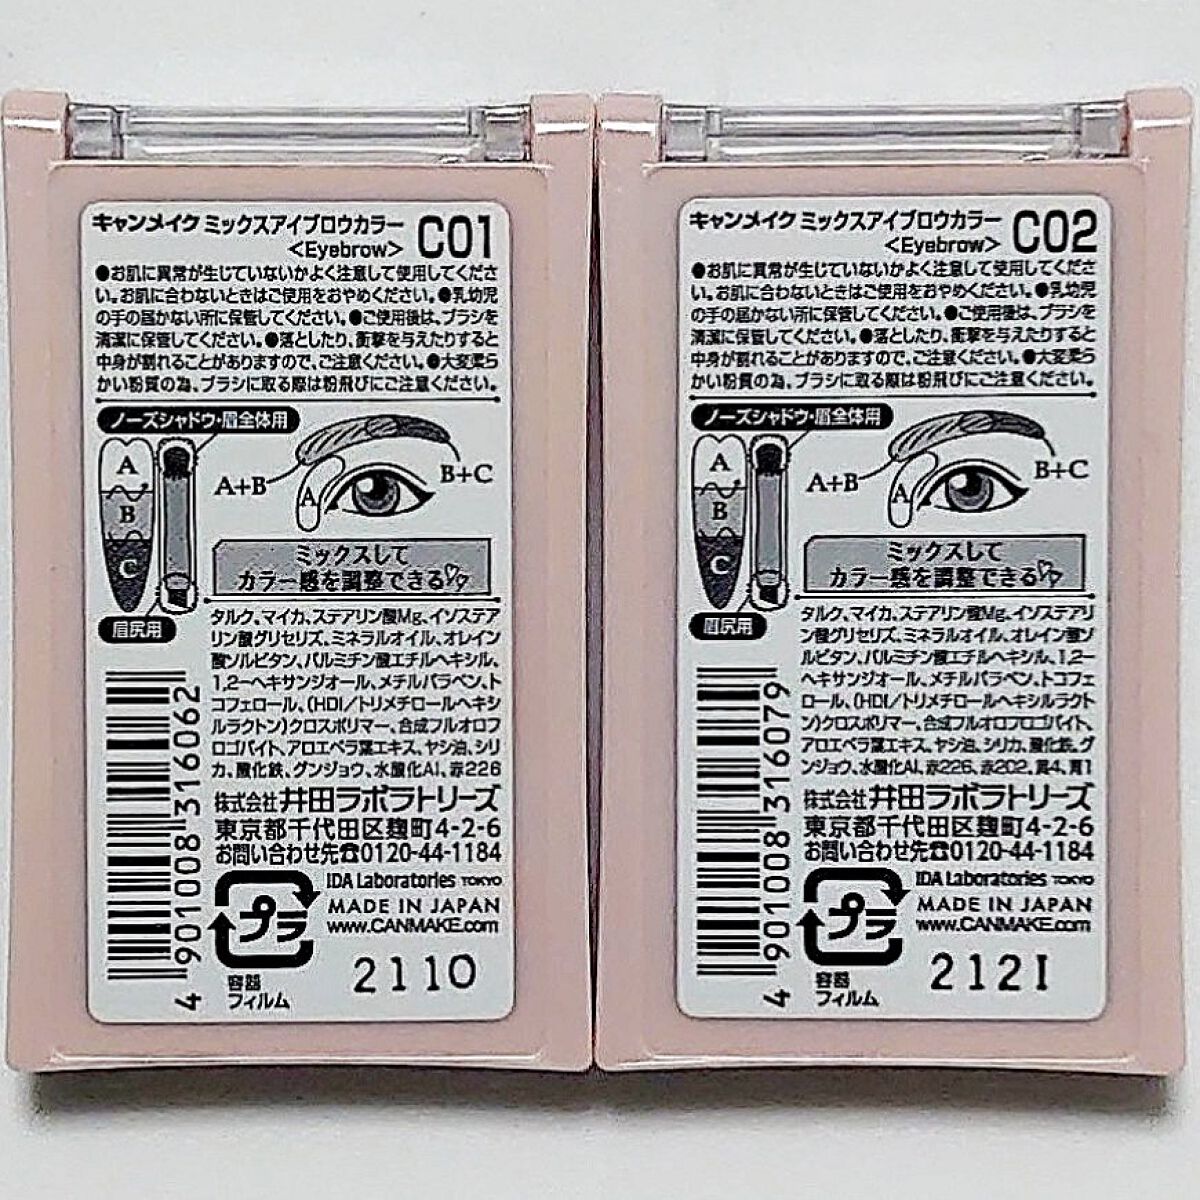 キャンメイク ミックスアイブロウカラー
<Eyebrow> C01
●お肌に異常が生じていないかよく注意して使用してくださ
い。お肌に合わないときはご使用をおやめください。●乳幼児
の手の届かない所に保管してください。●ご使用後は、ブラシを
清潔に保管してください。●落としたり、衝撃を与えたりすると
中身が割れることがありますので、ご注意ください。●大変柔ら
かい粉質の為、ブラシに取る際は粉飛びにご注意ください。
ノーズシャドウ・眉全体用
A
B
C
A+B
A
B+C
眉尻用
ミックスして
カラー感を調整できる
タルク、マイカ、ステアリン酸Mg、イソステア
リン酸グリセリズ、ミネラルオイル、オレイン
酸ソルビタン、パルミチン酸エチルヘキシル、
1,2-ヘキサンジオール、メチルパラベン、ト
コフェロール、(HDI/トリメチロールヘキシ
ルラクトン)クロスポリマー、合成フルオロフ
ロゴパイト、アロエベラ葉エキス、ヤシ油、シリ
カ、酸化鉄、グンジョウ、水酸化Al、赤226
株式会社 井田ラボラトリーズ
東京都千代田区麹町4-2-6
お問い合わせ先☎0120-44-1184
IDA Laboratories TOKYO
MADE IN JAPAN
www.CANMAKE.com
プラ
容器
フィルム
2110
4 901008 316062
キャンメイク ミックスアイブロウカラー
<Eyebrow> C02
●お肌に異常が生じていないかよく注意して使用してくださ
い。お肌に合わないときはご使用をおやめください。●乳幼児
の手の届かない所に保管してください。●ご使用後は、ブラシを
清潔に保管してください。●落としたり、衝撃を与えたりすると
中身が割れることがありますので、ご注意ください。●大変柔ら
かい粉質の為、ブラシに取る際は粉飛びにご注意ください。
ノーズシャドウ・眉全体用
A
B
C
A+B
A
B+C
眉尻用
ミックスして
カラー感を調整できる
タルク、マイカ、ステアリン酸Mg、イソステアリ
ン酸グリセリズ、ミネラルオイル、オレイン酸ソ
ルビタン、パルミチン酸エチルヘキシル、1,2-
ヘキサンジオール、メチルパラベン、トコフェ
ロール、(HDI/トリメチロールヘキシルラクト
ン)クロスポリマー、合成フルオロフロゴパイト、
アロエベラ葉エキス、ヤシ油、シリカ、酸化鉄、グ
ンジョウ、水酸化Al、赤226、赤202、黄4、青1
株式会社 井田ラボラトリーズ
東京都千代田区麹町4-2-6
お問い合わせ先☎0120-44-1184
IDA Laboratories TOKYO
MADE IN JAPAN
www.CANMAKE.com
プラ
容器
フィルム
2121
4 901008 316079